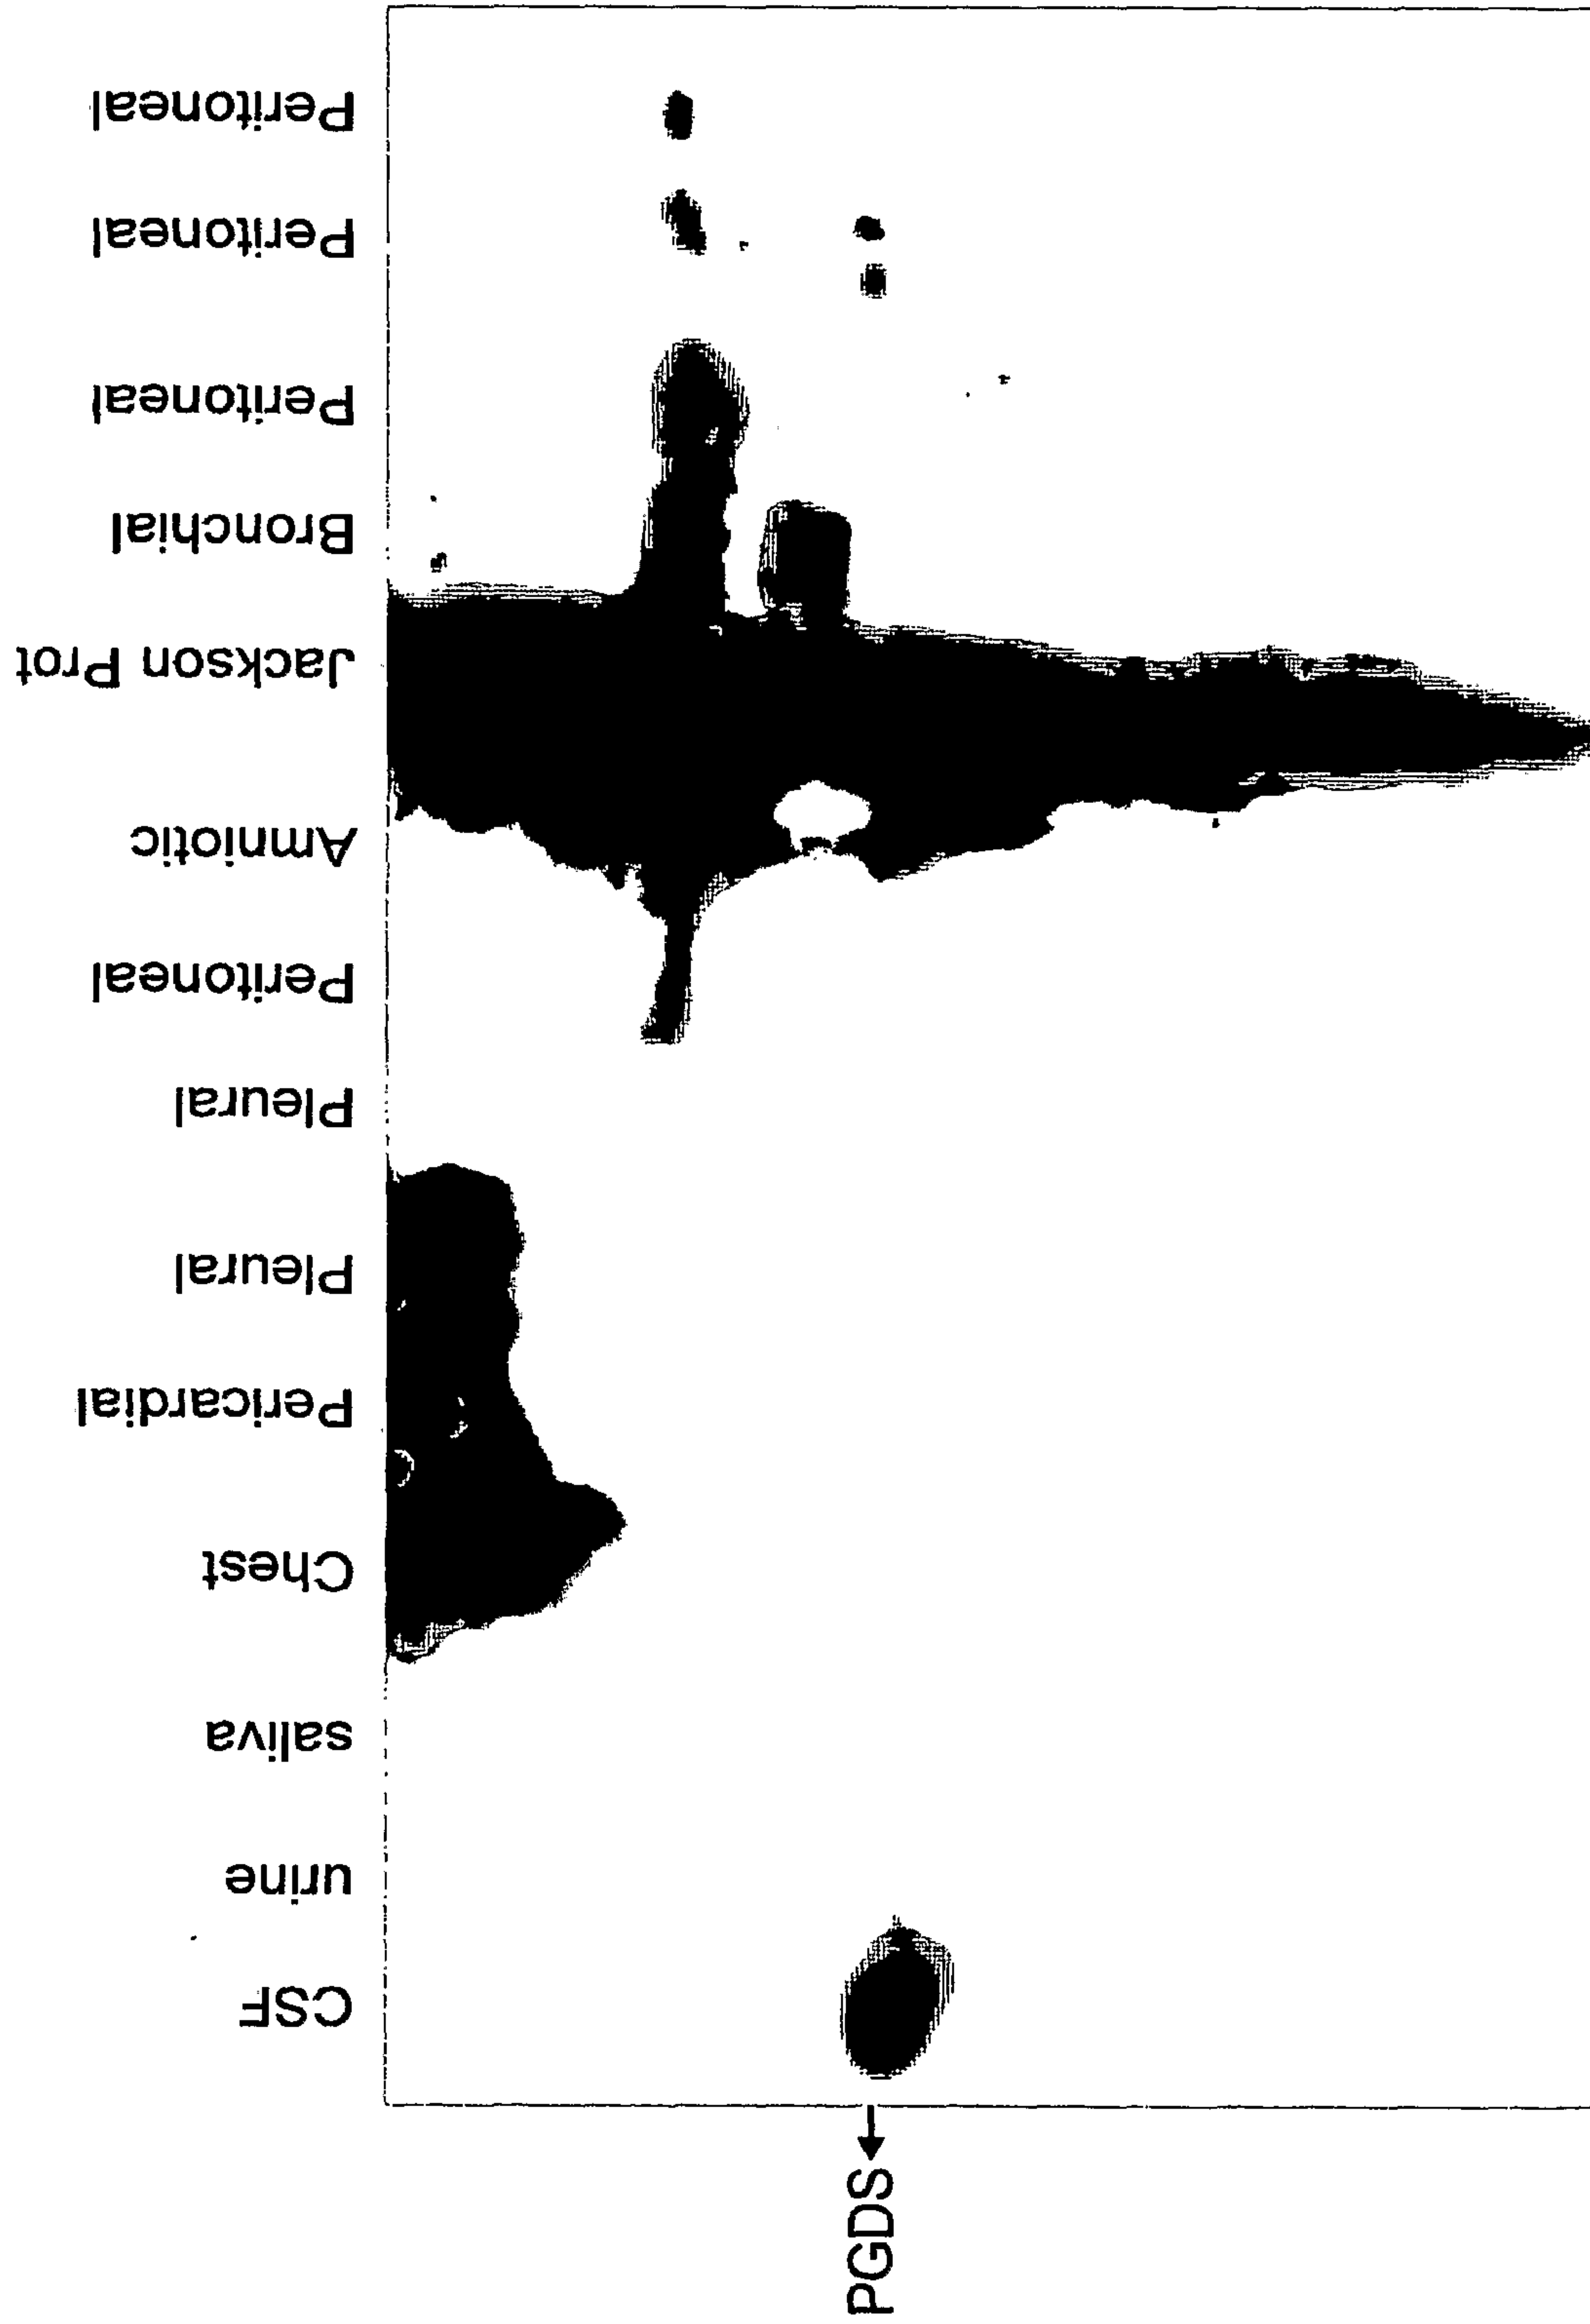 Peritoneal
Peritoneal
Peritoneal
Bronchial
Jackson Prot
Amniotic
Peritoneal
Pleural
Pleural
Pericardial
Chest
saliva
urine
CSF
PGDS